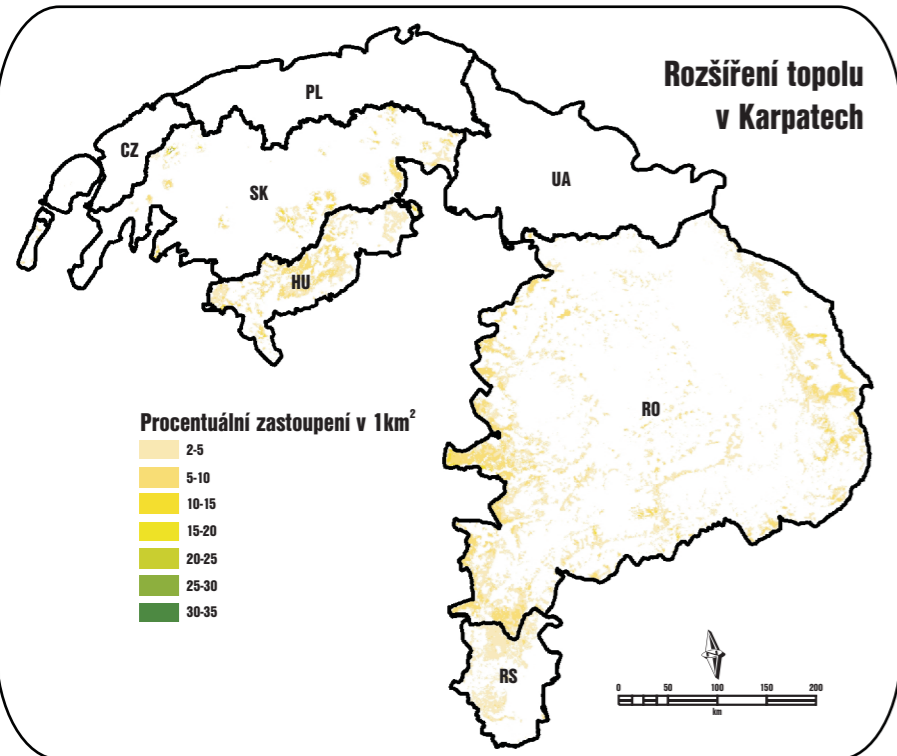 Rozšíření topolu
v Karpatech
PL
CZ
SK
UA
HU
RO
RS
Procentuální zastoupení v 1km²
2-5
5-10
10-15
15-20
20-25
25-30
30-35
0 50 100 150 200
km